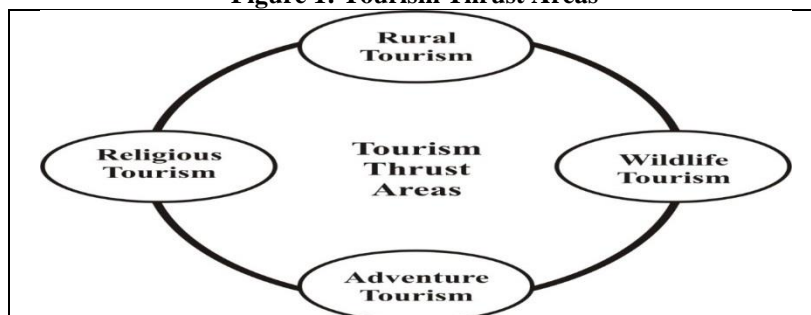 Figure 1: Tourism Thrust Areas
Rural
Tourism
Religious
Tourism
Tourism
Thrust
Areas
Wildlife
Tourism
Adventure
Tourism